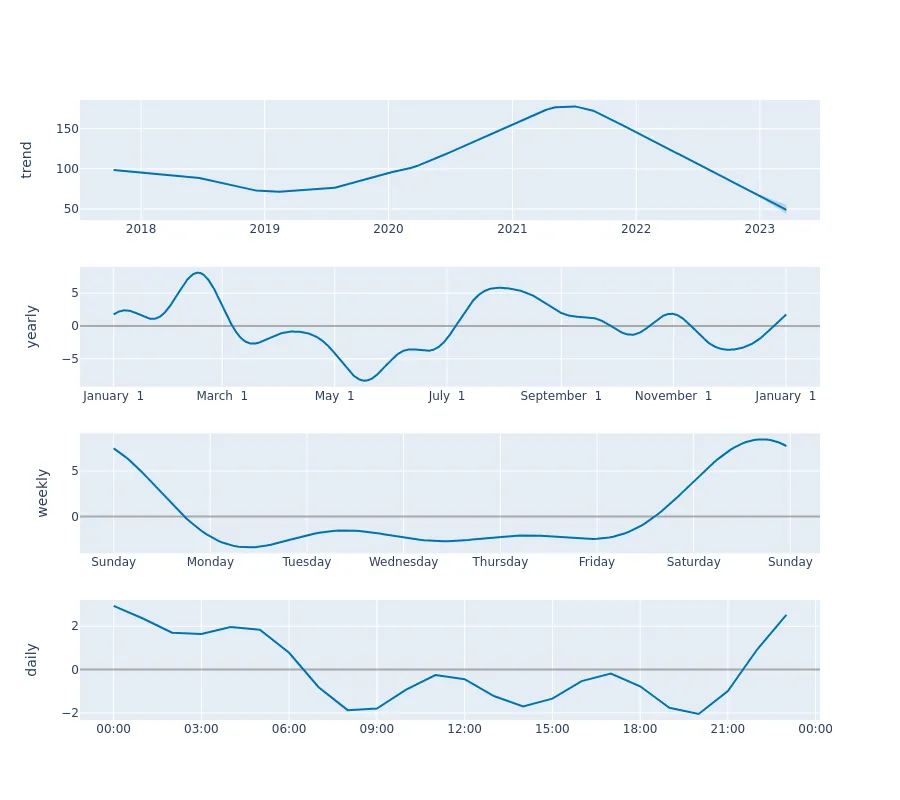 trend
150
100
50
2018 2019 2020 2021 2022 2023
yearly
5
0
−5
January 1 March 1 May 1 July 1 September 1 November 1 January 1
weekly
5
0
Sunday Monday Tuesday Wednesday Thursday Friday Saturday Sunday
daily
2
0
−2
00:00 03:00 06:00 09:00 12:00 15:00 18:00 21:00 00:00